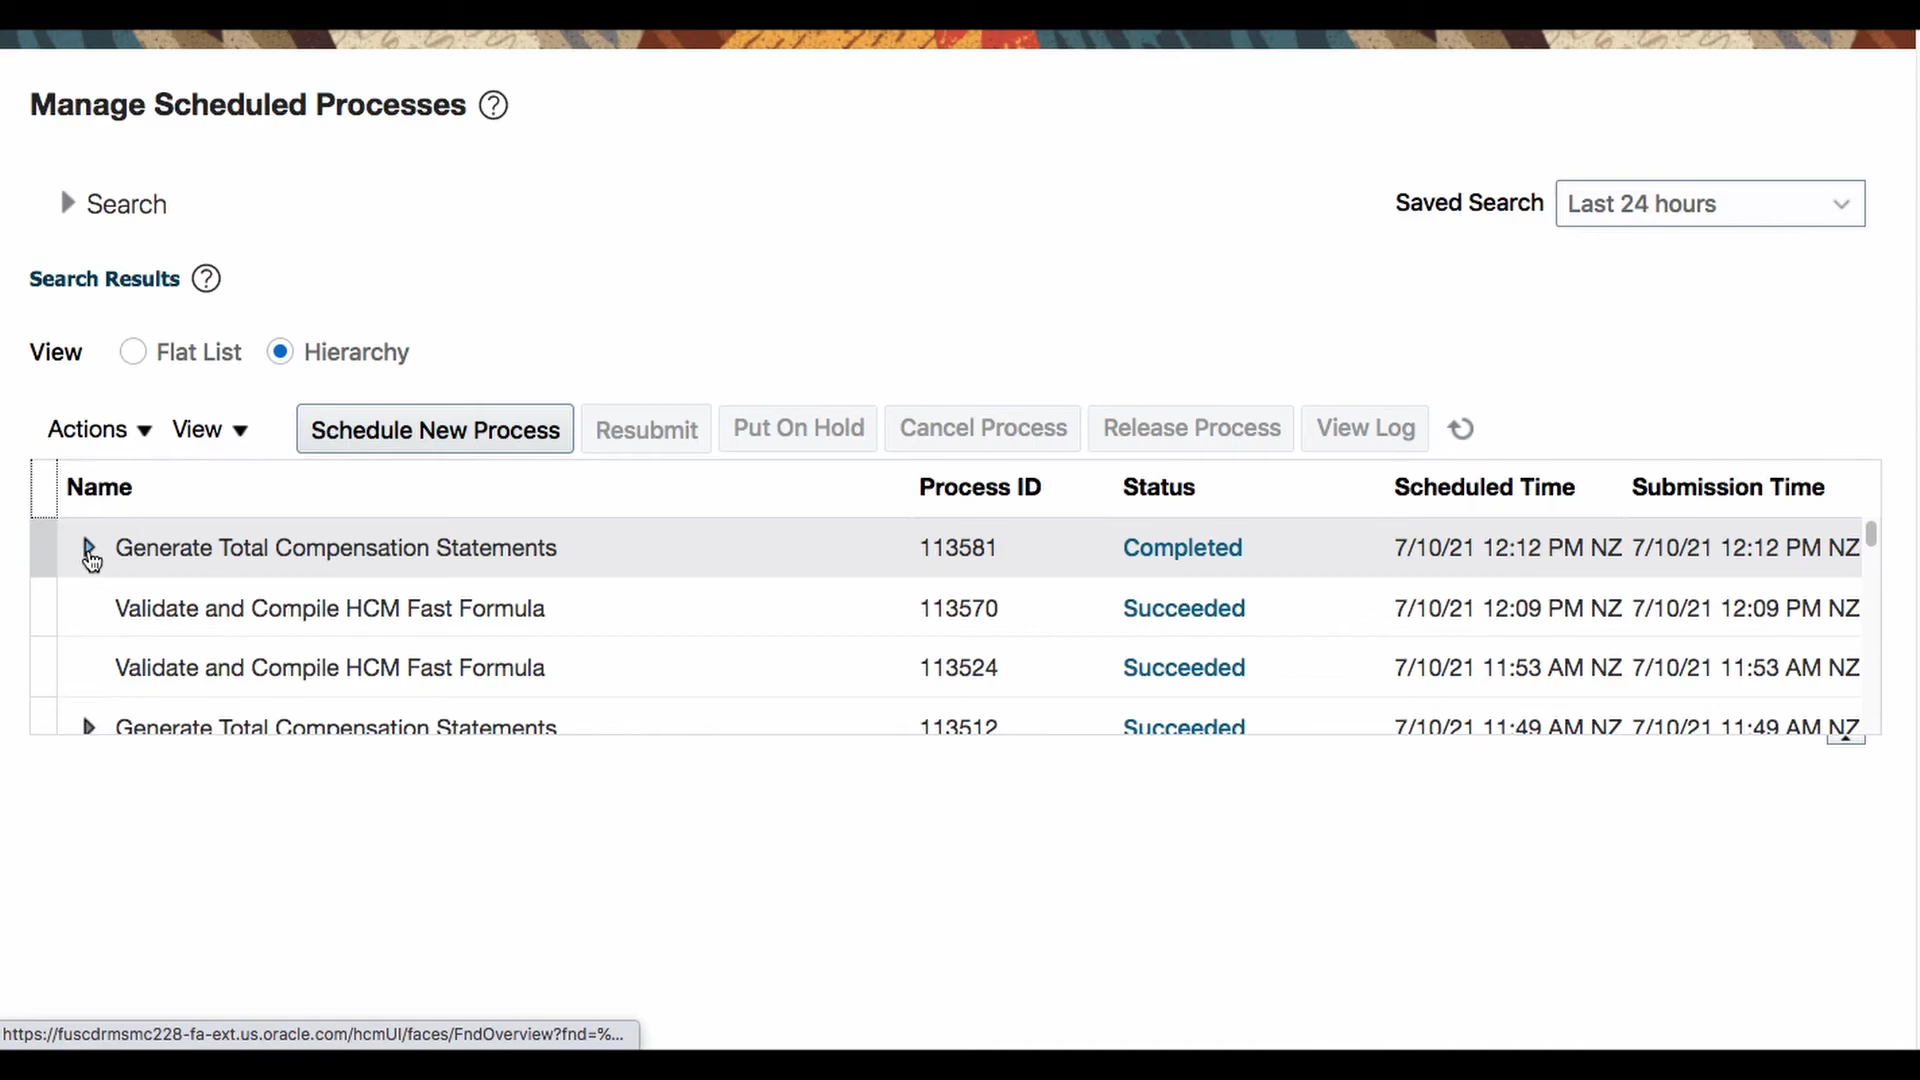 Manage Scheduled Processes ?
Search
Saved Search Last 24 hours
Search Results ?
View Flat List Hierarchy
Actions View Schedule New Process Resubmit Put On Hold Cancel Process Release Process View Log
Name Process ID Status Scheduled Time Submission Time
Generate Total Compensation Statements 113581 Completed 7/10/21 12:12 PM NZ 7/10/21 12:12 PM NZ
Validate and Compile HCM Fast Formula 113570 Succeeded 7/10/21 12:09 PM NZ 7/10/21 12:09 PM NZ
Validate and Compile HCM Fast Formula 113524 Succeeded 7/10/21 11:53 AM NZ 7/10/21 11:53 AM NZ
Generate Total Compensation Statements 113512 Succeeded 7/10/21 11:49 AM NZ 7/10/21 11:49 AM NZ
https://fuscdrmsmc228-fa-ext.us.oracle.com/hcmUI/faces/FndOverview?fnd=%...